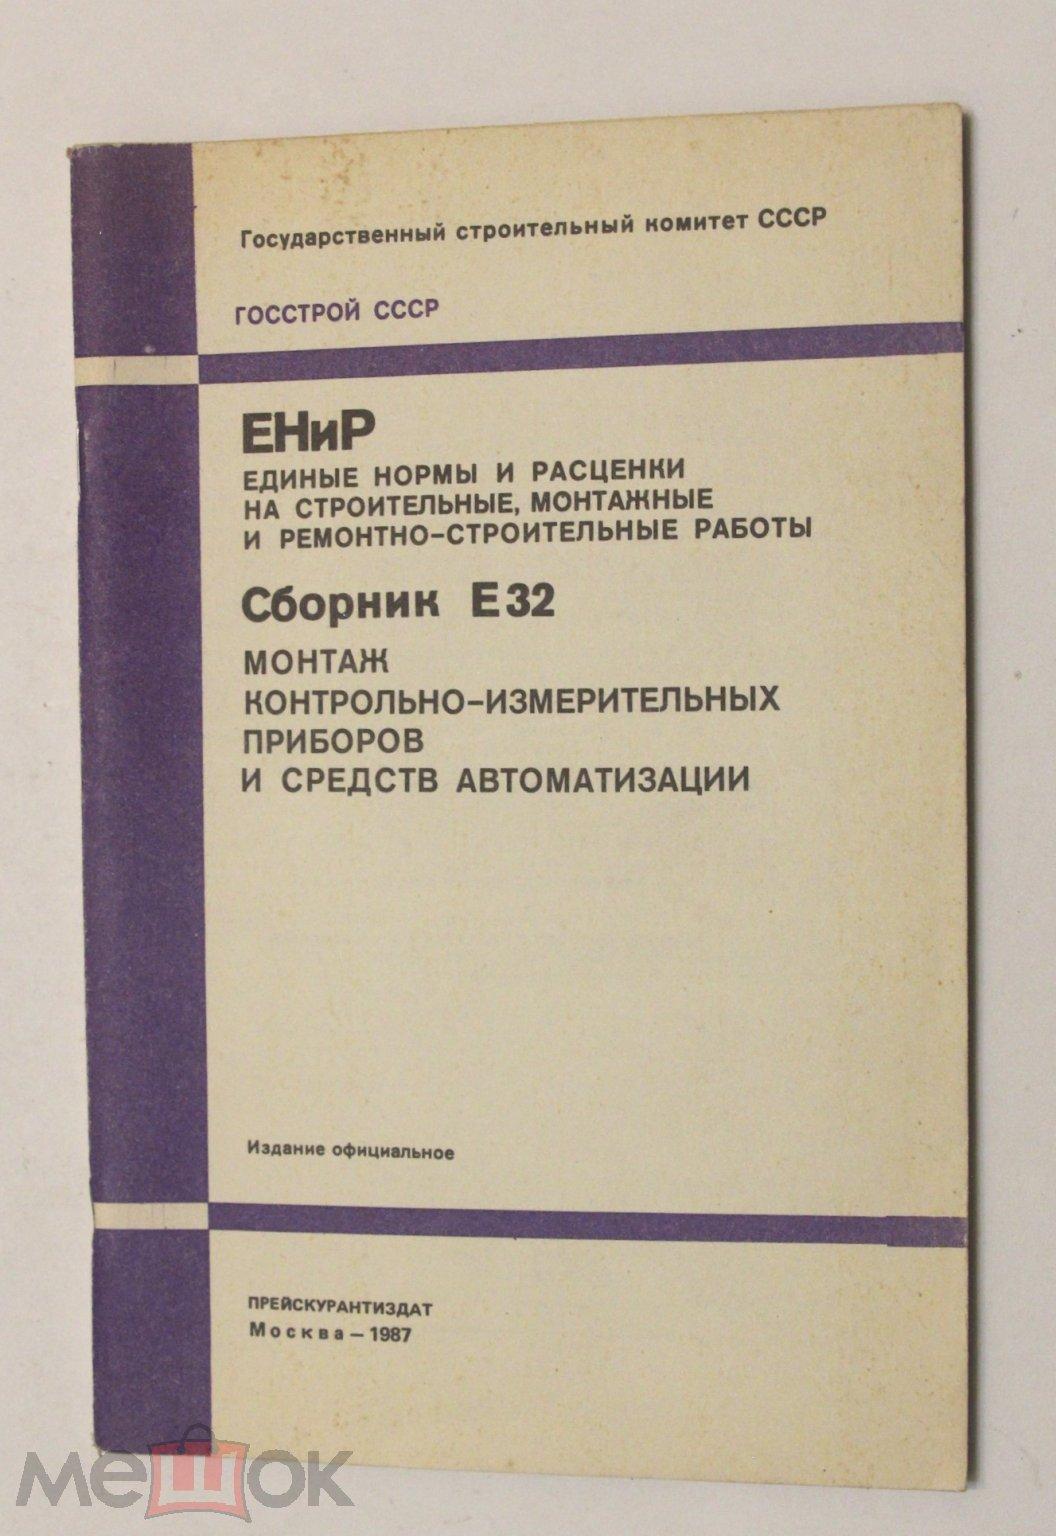 Государственный строительный комитет СССР
ГОССТРОЙ СССР
ЕНиР
ЕДИНЫЕ НОРМЫ И РАСЦЕНКИ
НА СТРОИТЕЛЬНЫЕ, МОНТАЖНЫЕ
И РЕМОНТНО-СТРОИТЕЛЬНЫЕ РАБОТЫ
Сборник Е32
МОНТАЖ
КОНТРОЛЬНО-ИЗМЕРИТЕЛЬНЫХ
ПРИБОРОВ
И СРЕДСТВ АВТОМАТИЗАЦИИ
Издание официальное
ПРЕЙСКУРАНТИЗДАТ
Москва — 1987
мешок